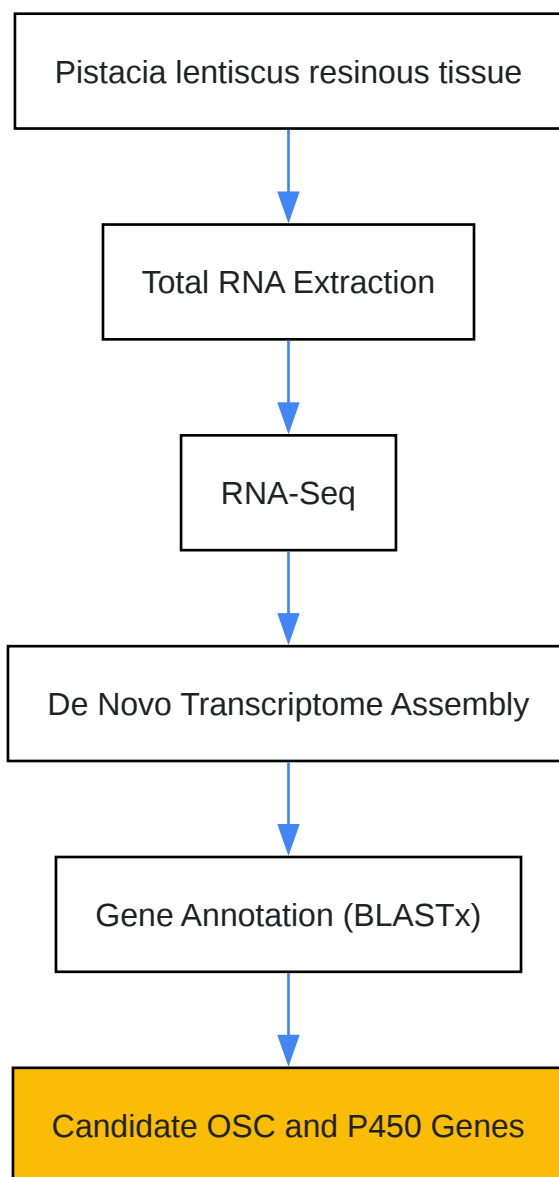 Pistacia lentiscus resinous tissue
Total RNA Extraction
RNA-Seq
De Novo Transcriptome Assembly
Gene Annotation (BLASTx)
Candidate OSC and P450 Genes